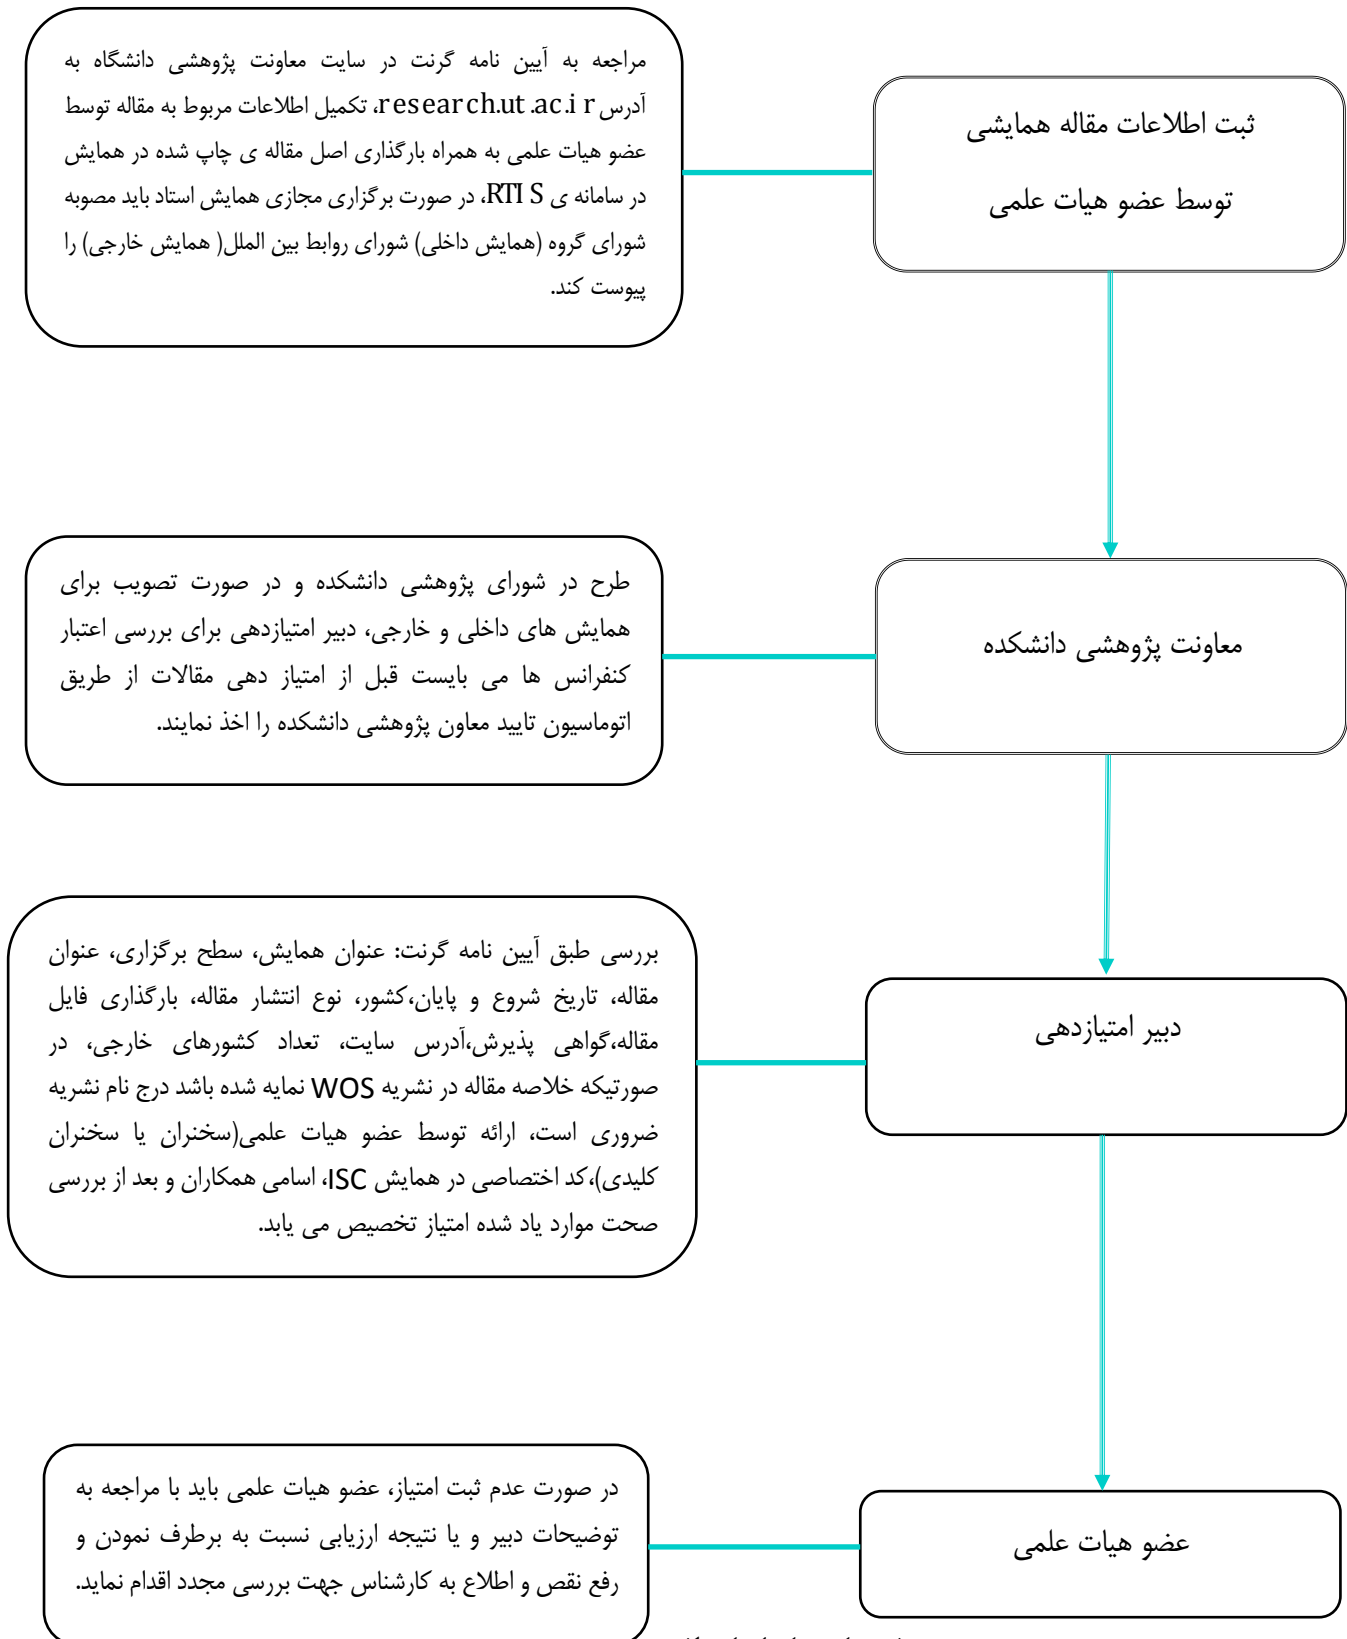 ثبت اطلاعات مقاله همایشی
توسط عضو هیات علمی
مراجعه به آیین نامه گرنت در سایت معاونت پژوهشی دانشگاه به
آدرس research.ut.ac.ir، تکمیل اطلاعات مربوط به مقاله توسط
عضو هیات علمی به همراه بارگذاری اصل مقاله ی چاپ شده در همایش
در سامانه ی RTIS، در صورت برگزاری مجازی همایش استاد باید مصوبه
شورای گروه (همایش داخلی) شورای روابط بین الملل( همایش خارجی) را
پیوست کند.
معاونت پژوهشی دانشکده
طرح در شورای پژوهشی دانشکده و در صورت تصویب برای
همایش های داخلی و خارجی، دبیر امتیازدهی برای بررسی اعتبار
کنفرانس ها می بایست قبل از امتیاز دهی مقالات از طریق
اتوماسیون تایید معاون پژوهشی دانشکده را اخذ نمایند.
دبیر امتیازدهی
بررسی طبق آیین نامه گرنت: عنوان همایش، سطح برگزاری، عنوان
مقاله، تاریخ شروع و پایان،کشور، نوع انتشار مقاله، بارگذاری فایل
مقاله،گواهی پذیرش،آدرس سایت، تعداد کشورهای خارجی، در
صورتیکه خلاصه مقاله در نشریه WOS نمایه شده باشد درج نام نشریه
ضروری است، ارائه توسط عضو هیات علمی(سخنران یا سخنران
کلیدی)،کد اختصاصی در همایش ISC، اسامی همکاران و بعد از بررسی
صحت موارد یاد شده امتیاز تخصیص می یابد.
عضو هیات علمی
در صورت عدم ثبت امتیاز، عضو هیات علمی باید با مراجعه به
توضیحات دبیر و یا نتیجه ارزیابی نسبت به برطرف نمودن و
رفع نقص و اطلاع به کارشناس جهت بررسی مجدد اقدام نماید.